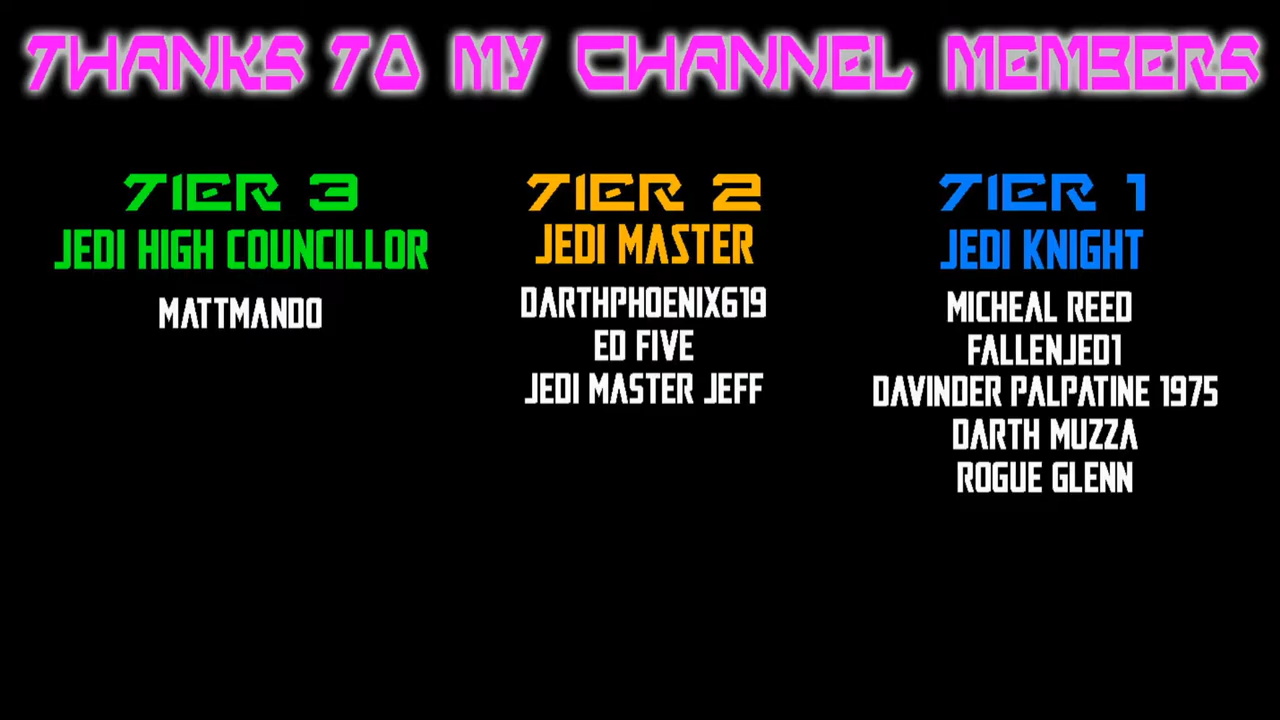 THANKS TO MY CHANNEL MEMBERS
TIER 3
JEDI HIGH COUNCILLOR
MATTMANDO
TIER 2
JEDI MASTER
DARTHPHOENIX619
ED FIVE
JEDI MASTER JEFF
TIER 1
JEDI KNIGHT
MICHEAL REED
FALLENJED1
DAVINDER PALPATINE 1975
DARTH MUZZA
ROGUE GLENN